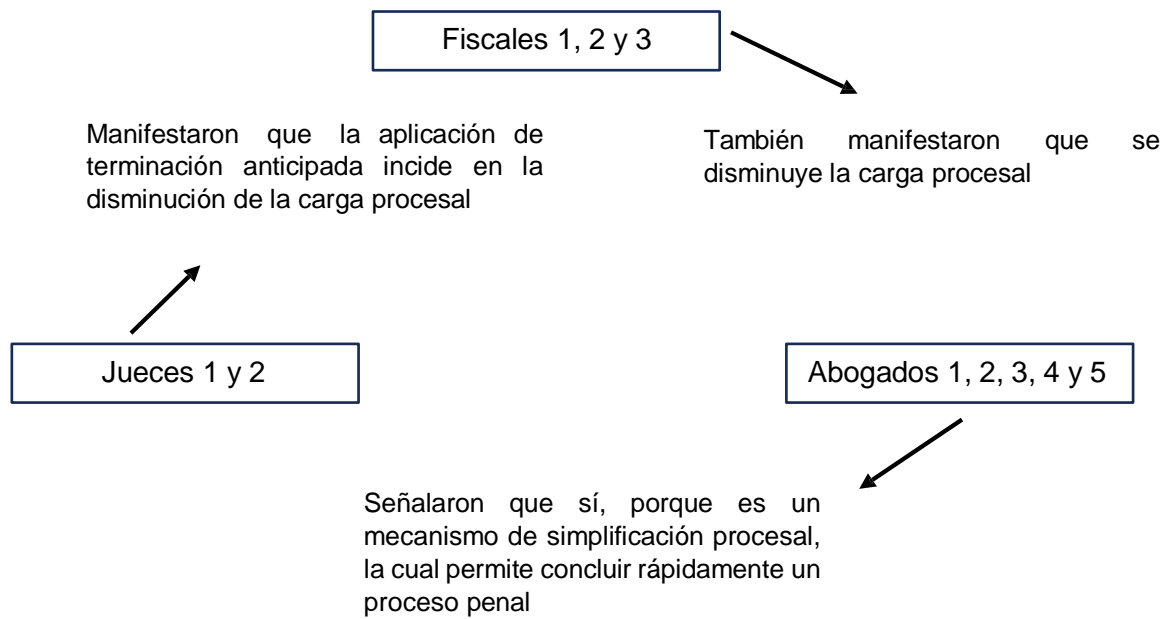 Fiscales 1, 2 y 3
Manifestaron que la aplicación de
terminación anticipada incide en la
disminución de la carga procesal
También manifestaron que se
disminuye la carga procesal
Jueces 1 y 2
Abogados 1, 2, 3, 4 y 5
Señalaron que sí, porque es un
mecanismo de simplificación procesal,
la cual permite concluir rápidamente un
proceso penal